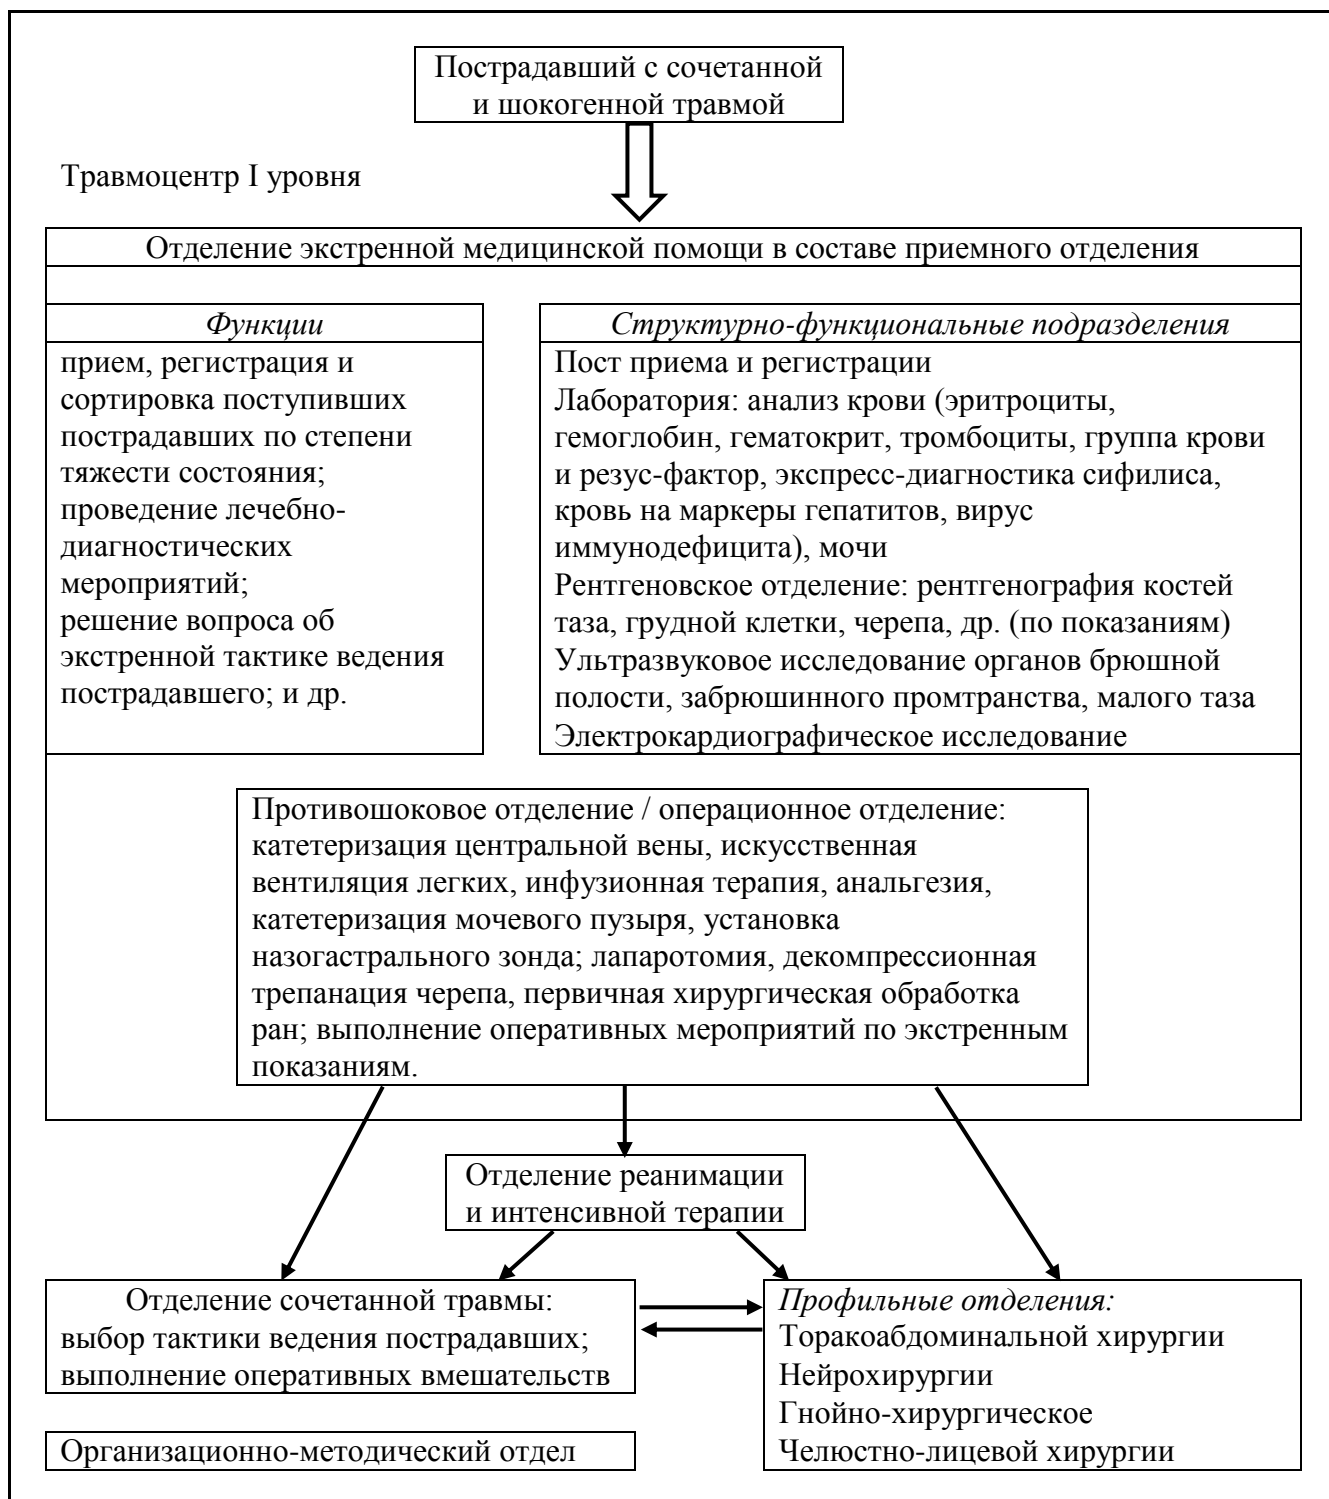 Пострадавший с сочетанной
и шокогенной травмой
Травмоцентр I уровня
Отделение экстренной медицинской помощи в составе приемного отделения
Функции
прием, регистрация и
сортировка поступивших
пострадавших по степени
тяжести состояния;
проведение лечебно-
диагностических
мероприятий;
решение вопроса об
экстренной тактике ведения
пострадавшего; и др.
Структурно-функциональные подразделения
Пост приема и регистрации
Лаборатория: анализ крови (эритроциты,
гемоглобин, гематокрит, тромбоциты, группа крови
и резус-фактор, экспресс-диагностика сифилиса,
кровь на маркеры гепатитов, вирус
иммунодефицита), мочи
Рентгеновское отделение: рентгенография костей
таза, грудной клетки, черепа, др. (по показаниям)
Ультразвуковое исследование органов брюшной
полости, забрюшинного промтранства, малого таза
Электрокардиографическое исследование
Противошоковое отделение / операционное отделение:
катетеризация центральной вены, искусственная
вентиляция легких, инфузионная терапия, анальгезия,
катетеризация мочевого пузыря, установка
назогастрального зонда; лапаротомия, декомпрессионная
трепанация черепа, первичная хирургическая обработка
ран; выполнение оперативных мероприятий по экстренным
показаниям.
Отделение реанимации
и интенсивной терапии
Отделение сочетанной травмы:
выбор тактики ведения пострадавших;
выполнение оперативных вмешательств
Профильные отделения:
Торакоабдоминальной хирургии
Нейрохирургии
Гнойно-хирургическое
Челюстно-лицевой хирургии
Организационно-методический отдел